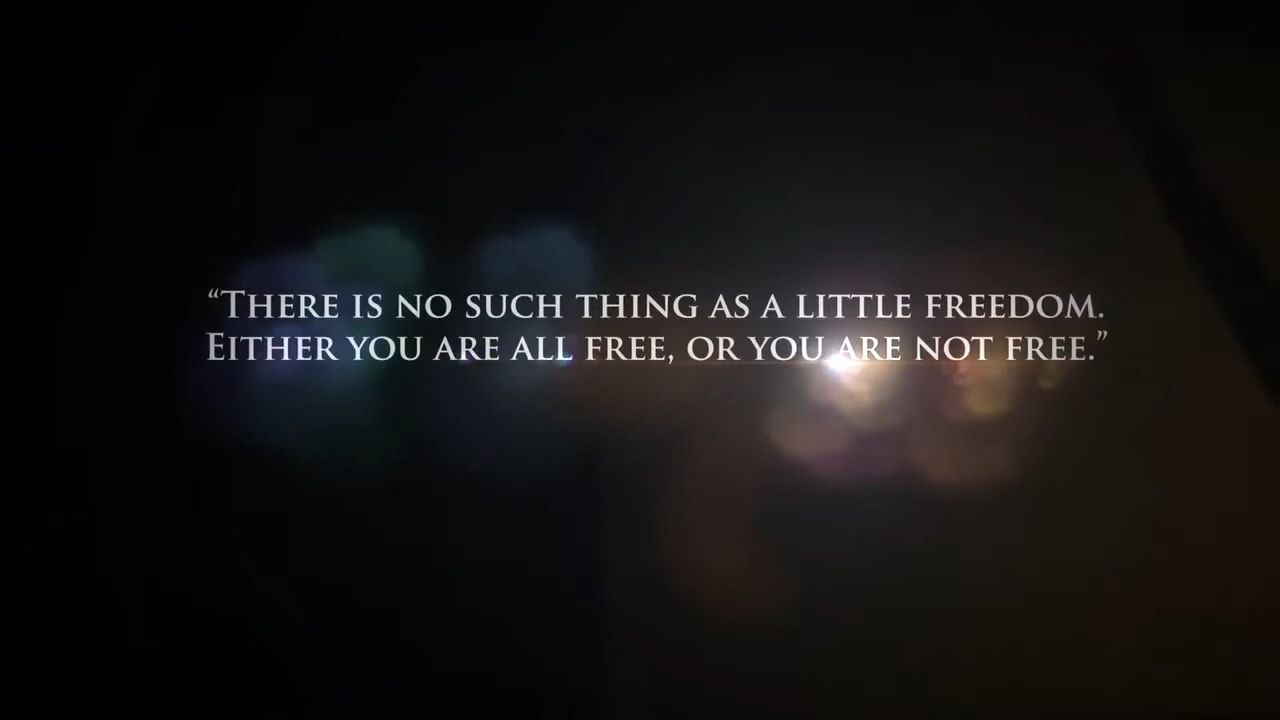 “There is no such thing as a little freedom.
Either you are all free, or you are not free.”